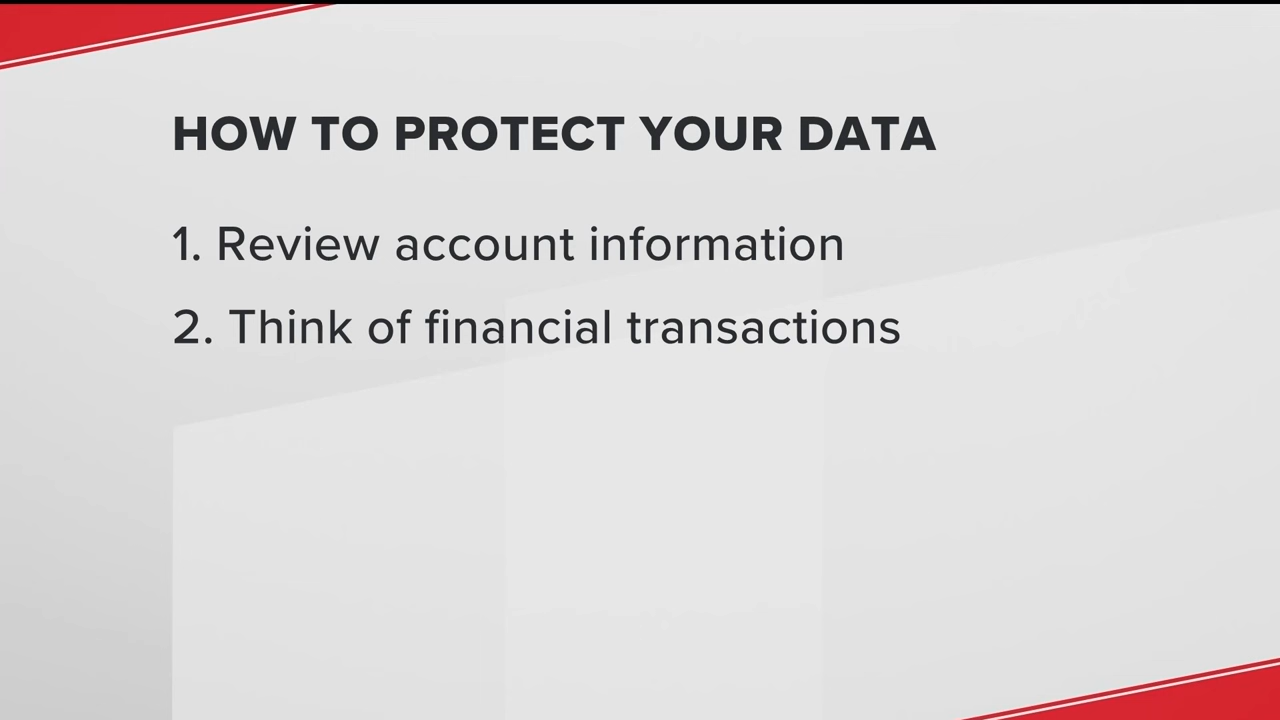 HOW TO PROTECT YOUR DATA
1. Review account information
2. Think of financial transactions